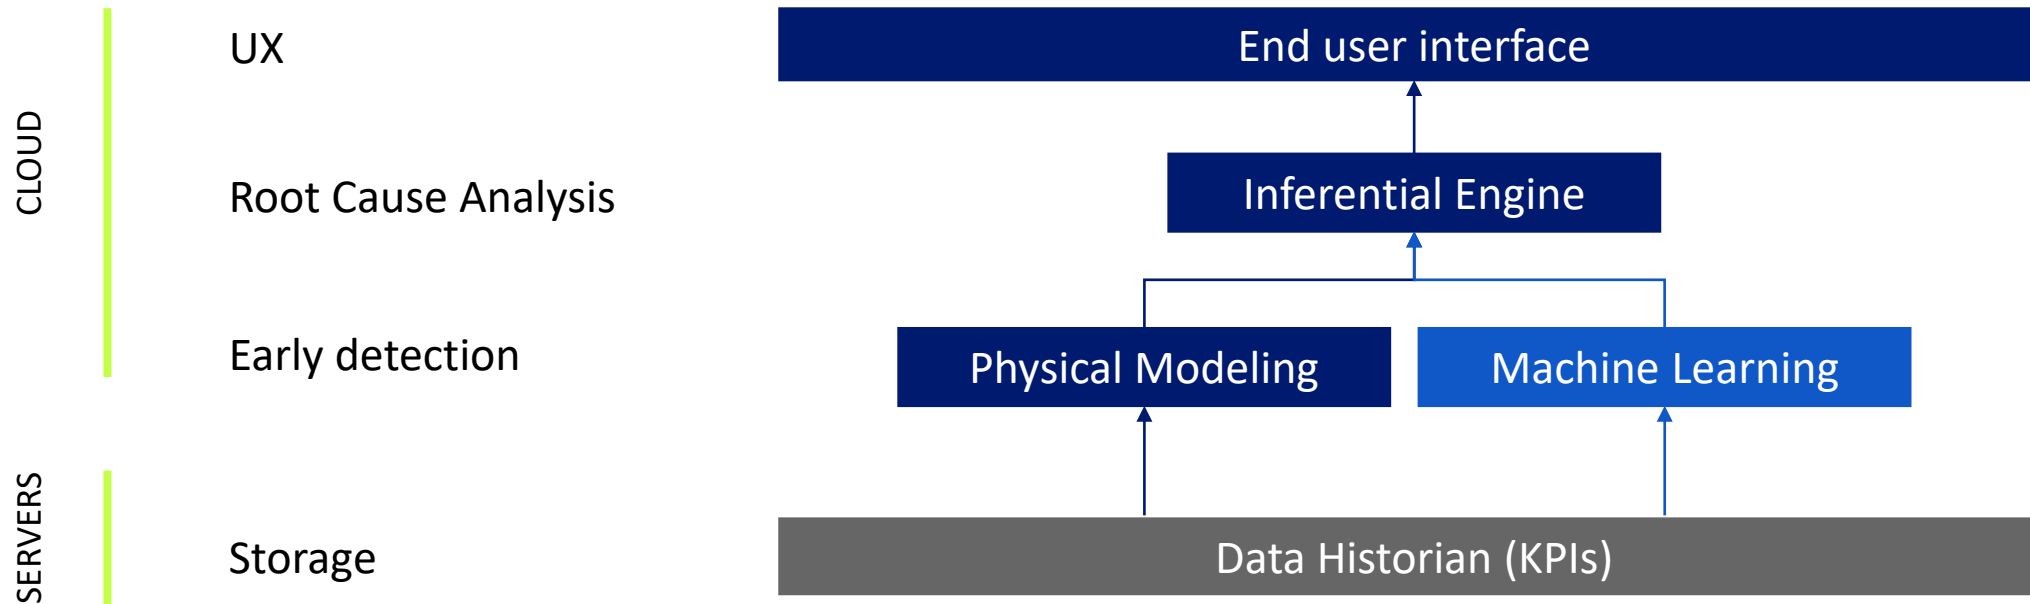 CLOUD
UX
End user interface
Root Cause Analysis
Inferential Engine
Early detection
Physical Modeling
Machine Learning
SERVERS
Storage
Data Historian (KPIs)